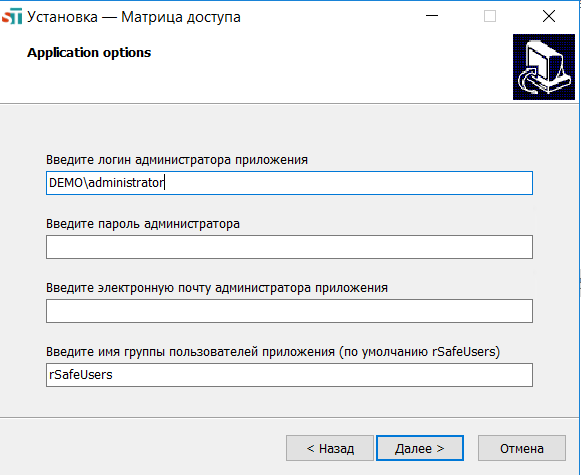 ST Установка — Матрица доступа
Application options
Введите логин администратора приложения
DEMO\administrator
Введите пароль администратора
Введите электронную почту администратора приложения
Введите имя группы пользователей приложения (по умолчанию rSafeUsers)
rSafeUsers
< Назад Далее > Отмена